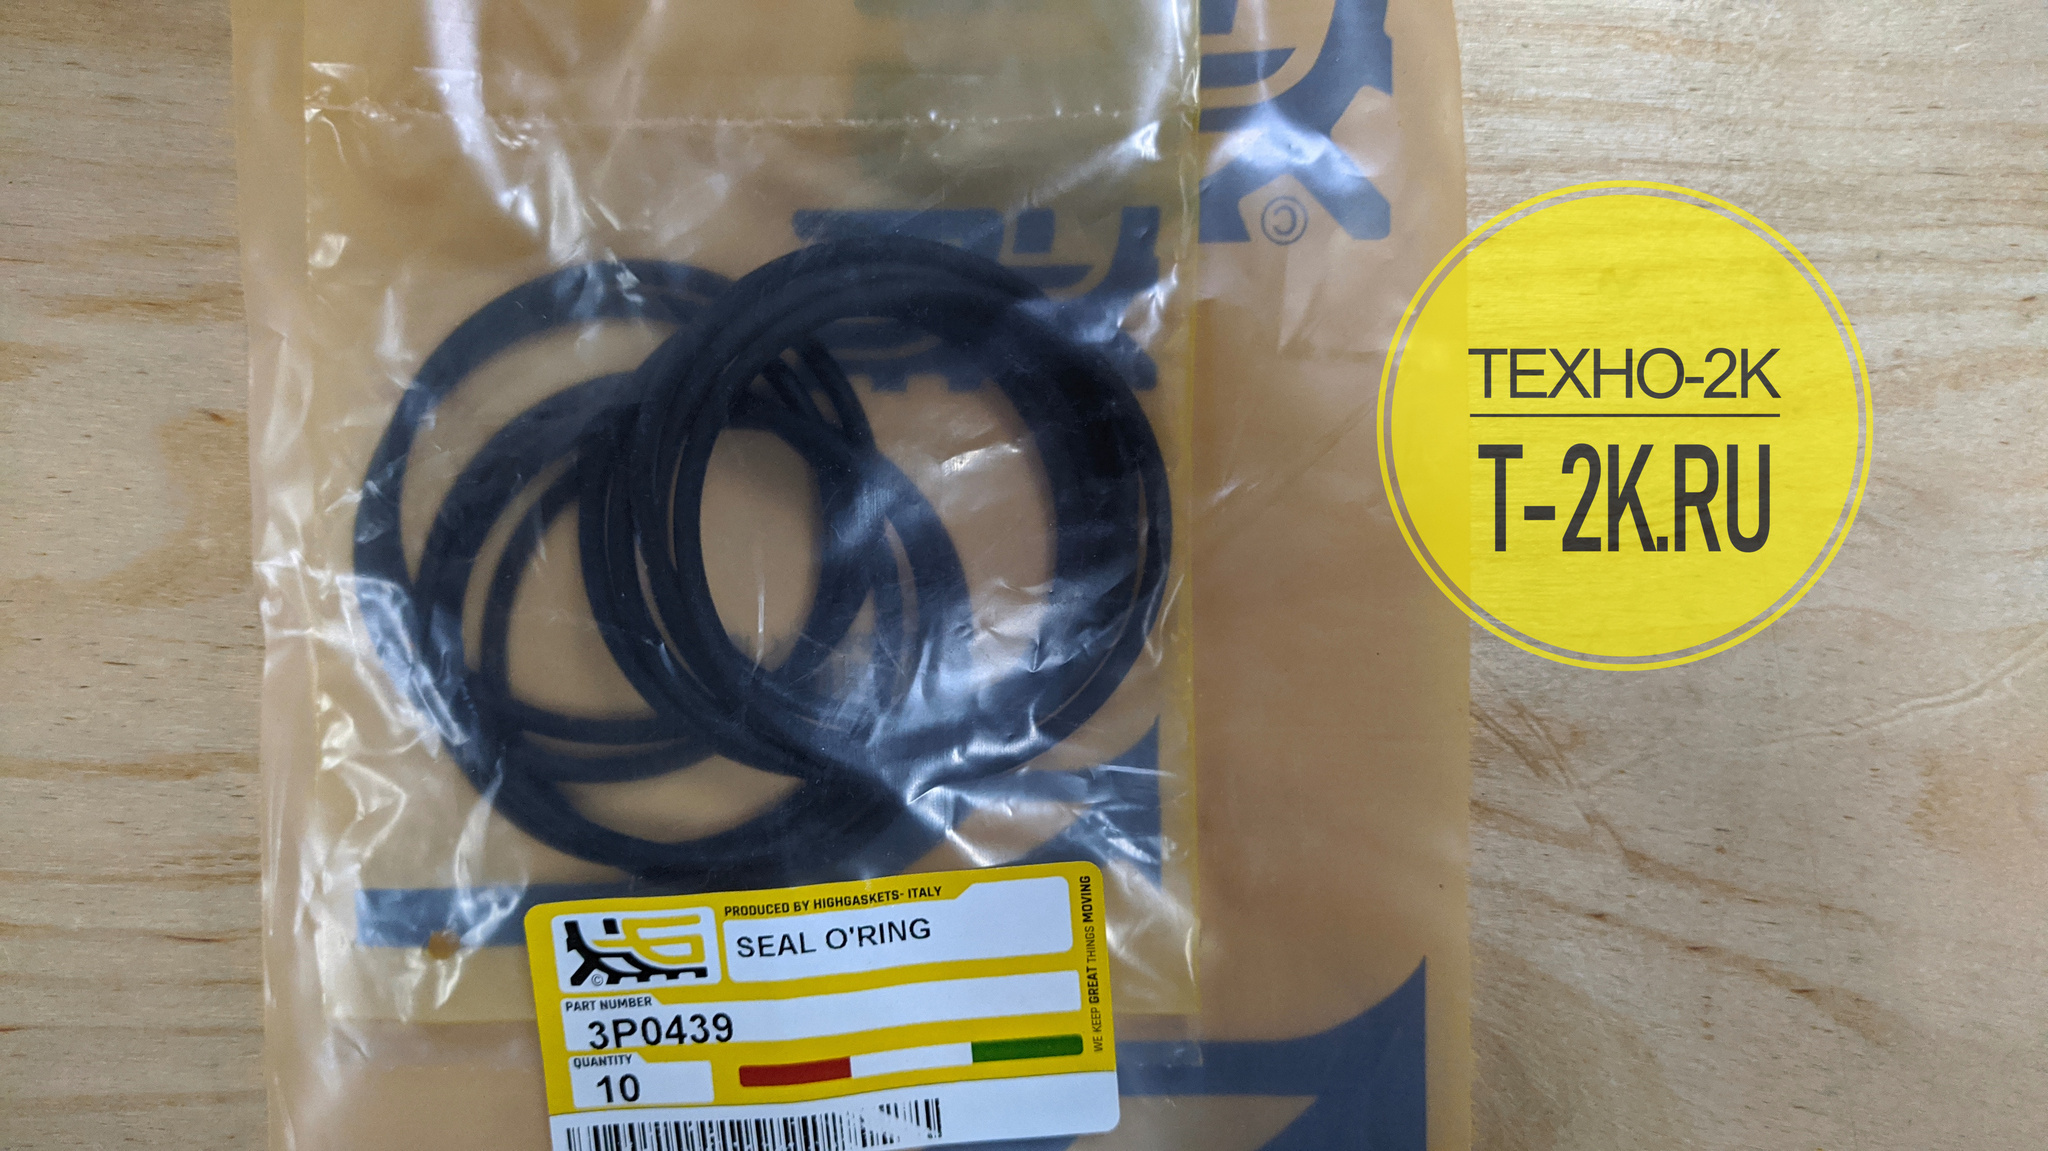 ©
ТЕХНО-2К
T-2K.RU
PRODUCED BY HIGHGASKETS- ITALY
HG
©
SEAL O'RING
PART NUMBER
3P0439
QUANTITY
10
WE KEEP GREAT THINGS MOVING